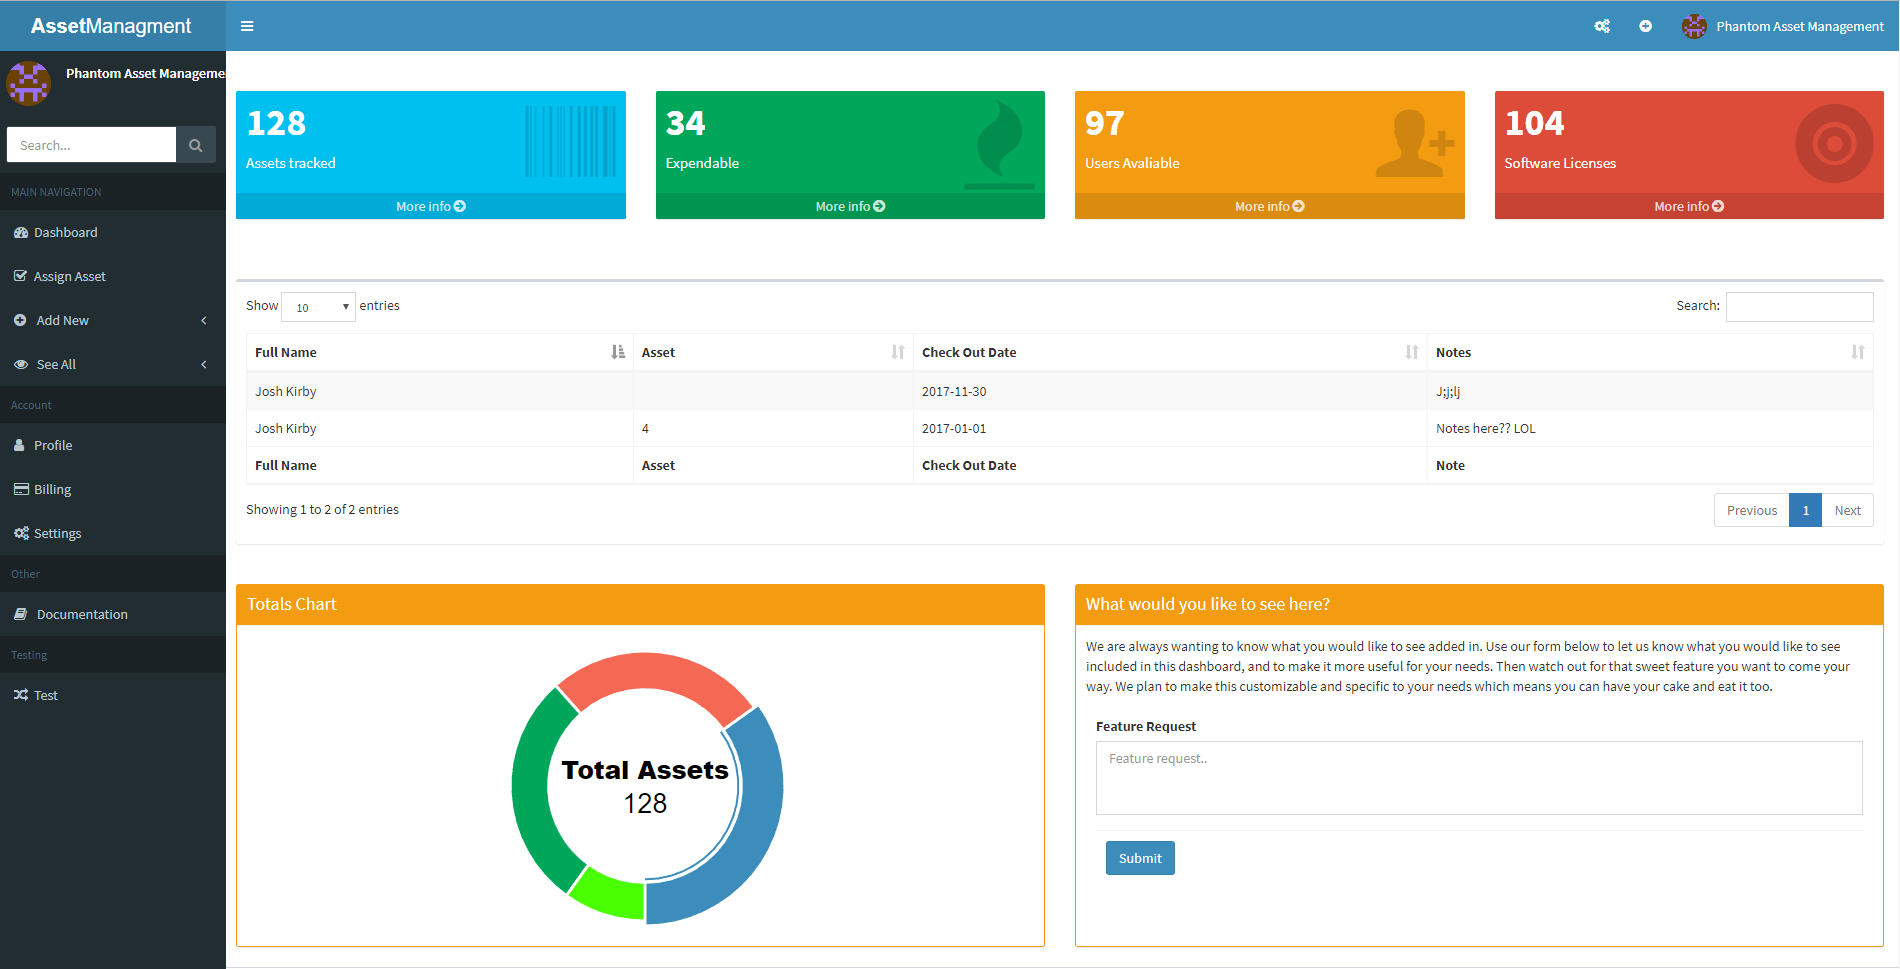 AssetManagment
Phantom Asset Management
Phantom Asset Manageme
Search...
MAIN NAVIGATION
Dashboard
Assign Asset
Add New
See All
Account
Profile
Billing
Settings
Other
Documentation
Testing
Test
128
Assets tracked
More info
34
Expendable
More info
97
Users Avaliable
More info
104
Software Licenses
More info
Show 10 entries
Search:
Full Name Asset Check Out Date Notes
Josh Kirby 2017-11-30 J;j;lj
Josh Kirby 4 2017-01-01 Notes here?? LOL
Full Name Asset Check Out Date Note
Showing 1 to 2 of 2 entries
Previous 1 Next
Totals Chart
Total Assets
128
What would you like to see here?
We are always wanting to know what you would like to see added in. Use our form below to let us know what you would like to see
included in this dashboard, and to make it more useful for your needs. Then watch out for that sweet feature you want to come your
way. We plan to make this customizable and specific to your needs which means you can have your cake and eat it too.
Feature Request
Feature request..
Submit